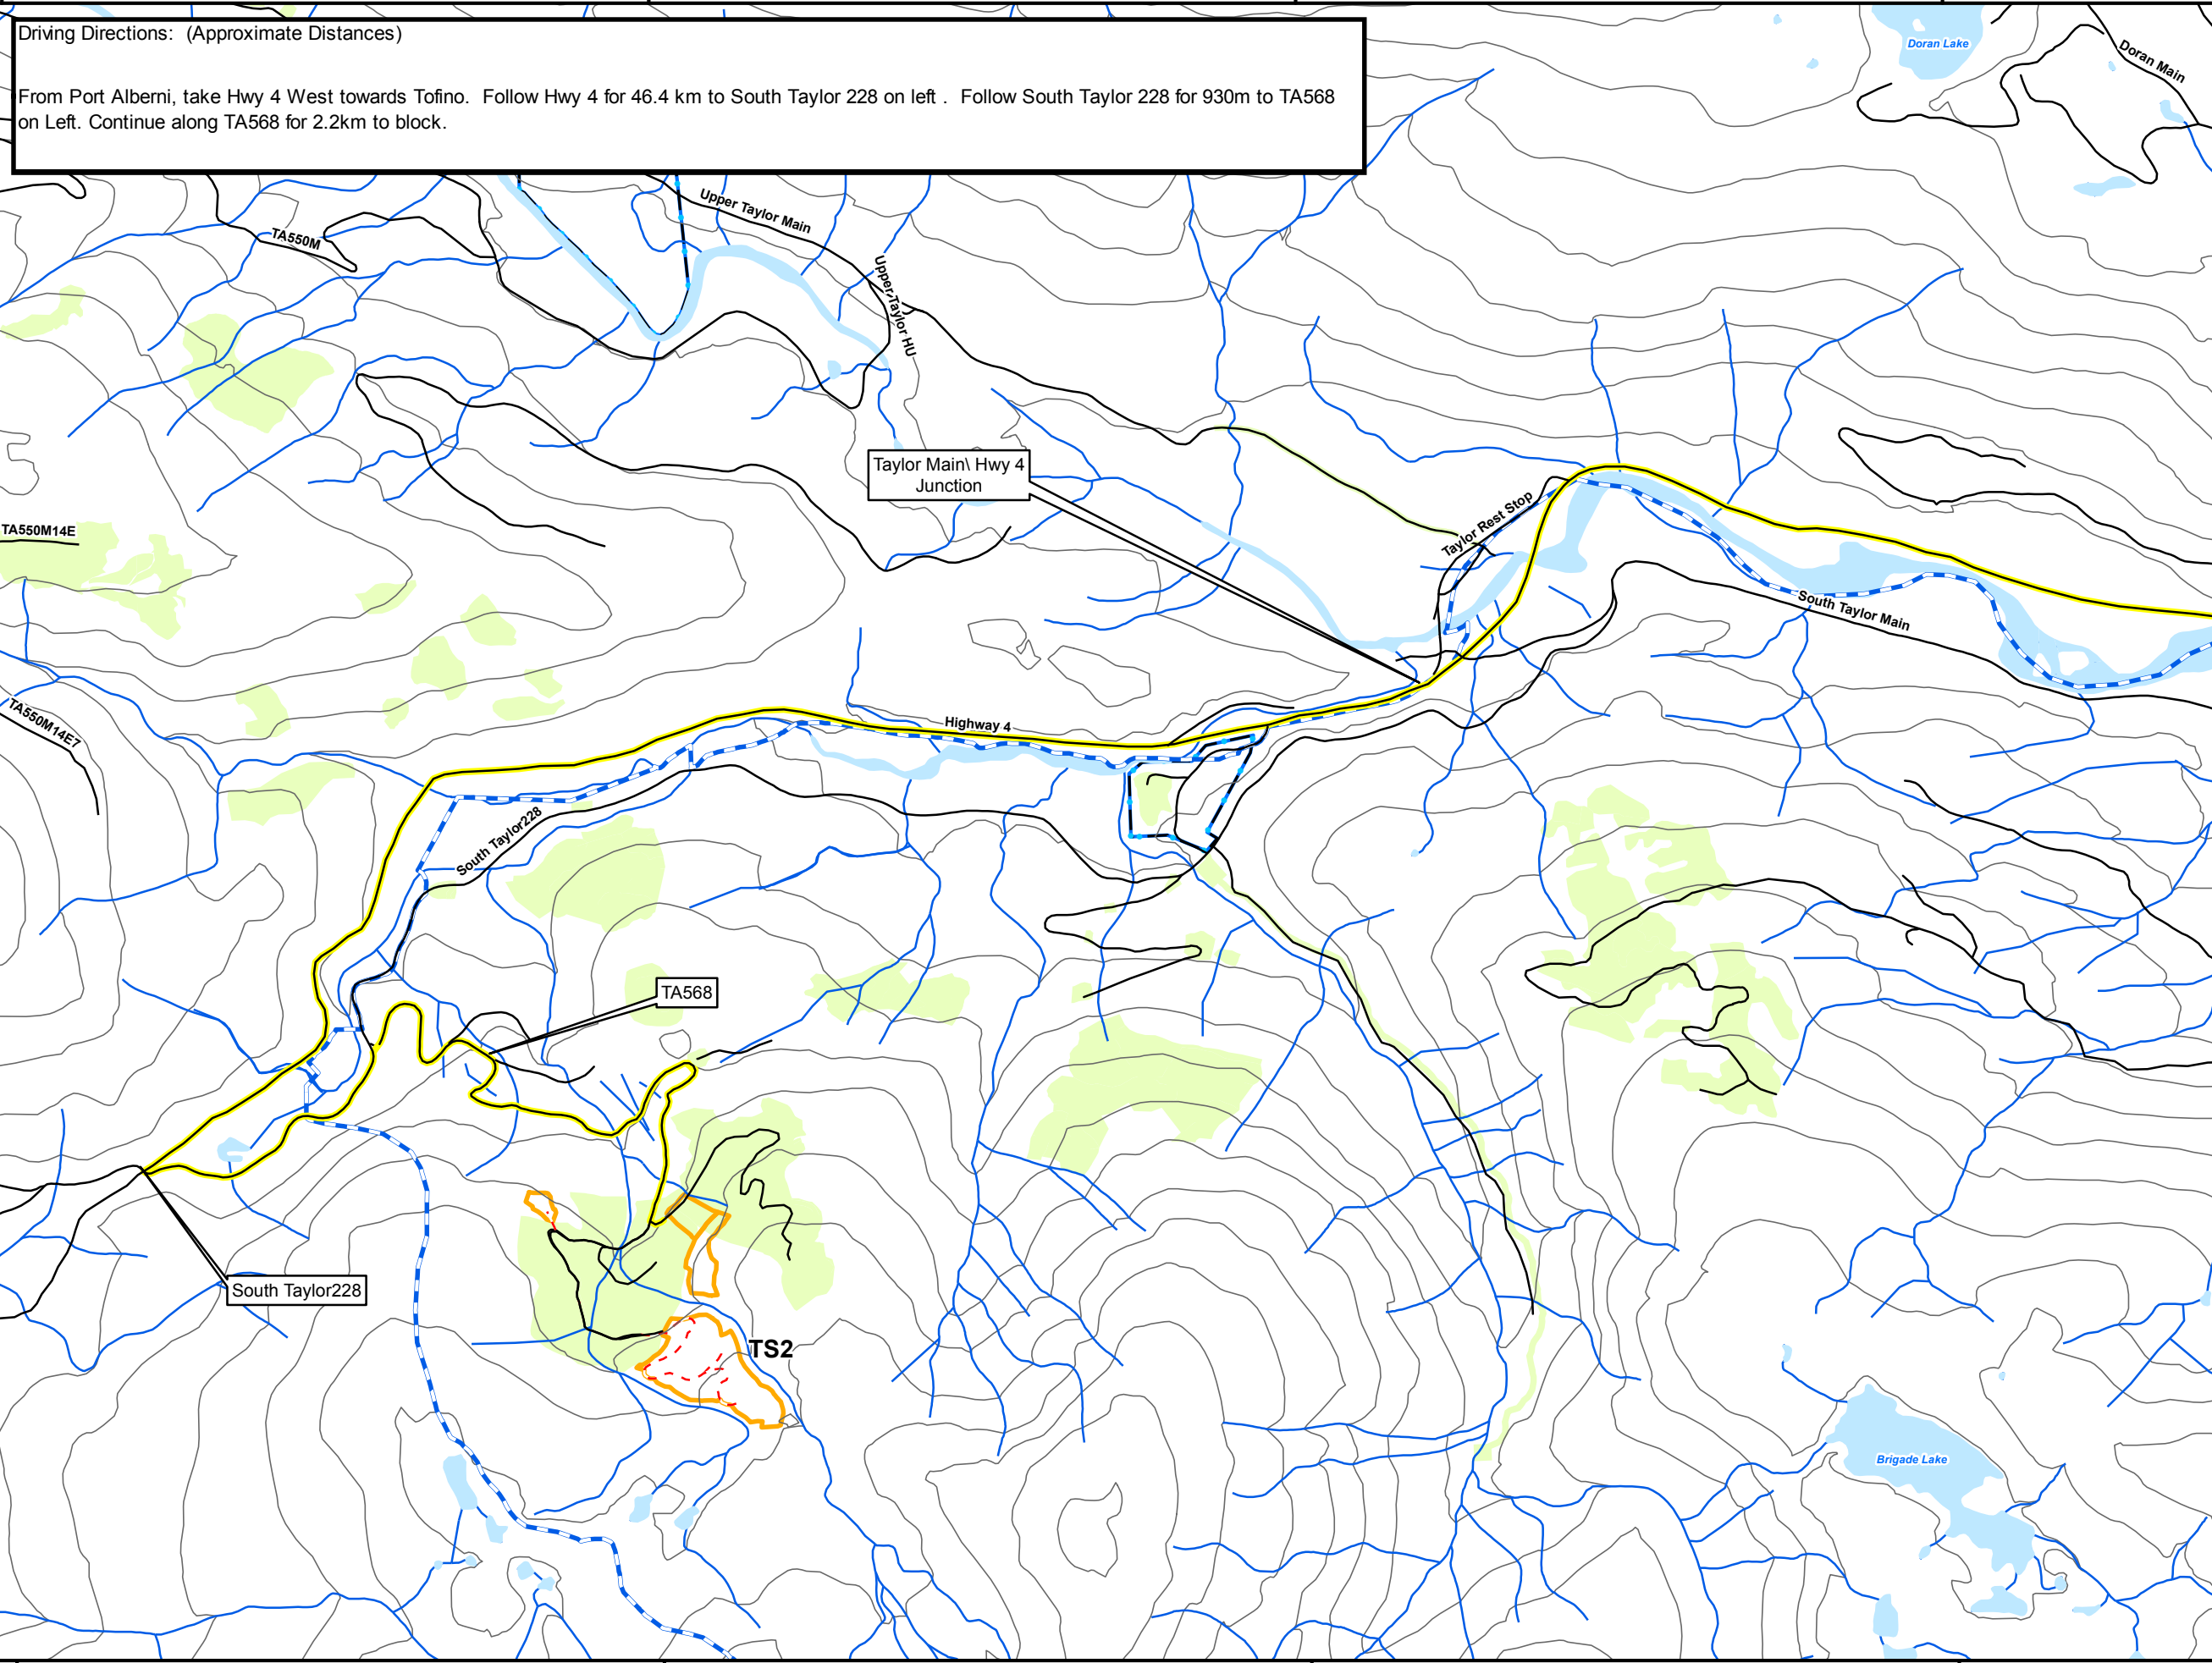 Driving Directions: (Approximate Distances)
From Port Alberni, take Hwy 4 West towards Tofino. Follow Hwy 4 for 46.4 km to South Taylor 228 on left . Follow South Taylor 228 for 930m to TA568
on Left. Continue along TA568 for 2.2km to block.
Doran Lake
Doran Main
Upper Taylor Main
TA550M
Upper Taylor HU
Taylor Main\ Hwy 4
Junction
Taylor Rest Stop
TA550M14E
South Taylor Main
TA550M14E7
Highway 4
South Taylor228
TA568
South Taylor228
TS2
Brigade Lake